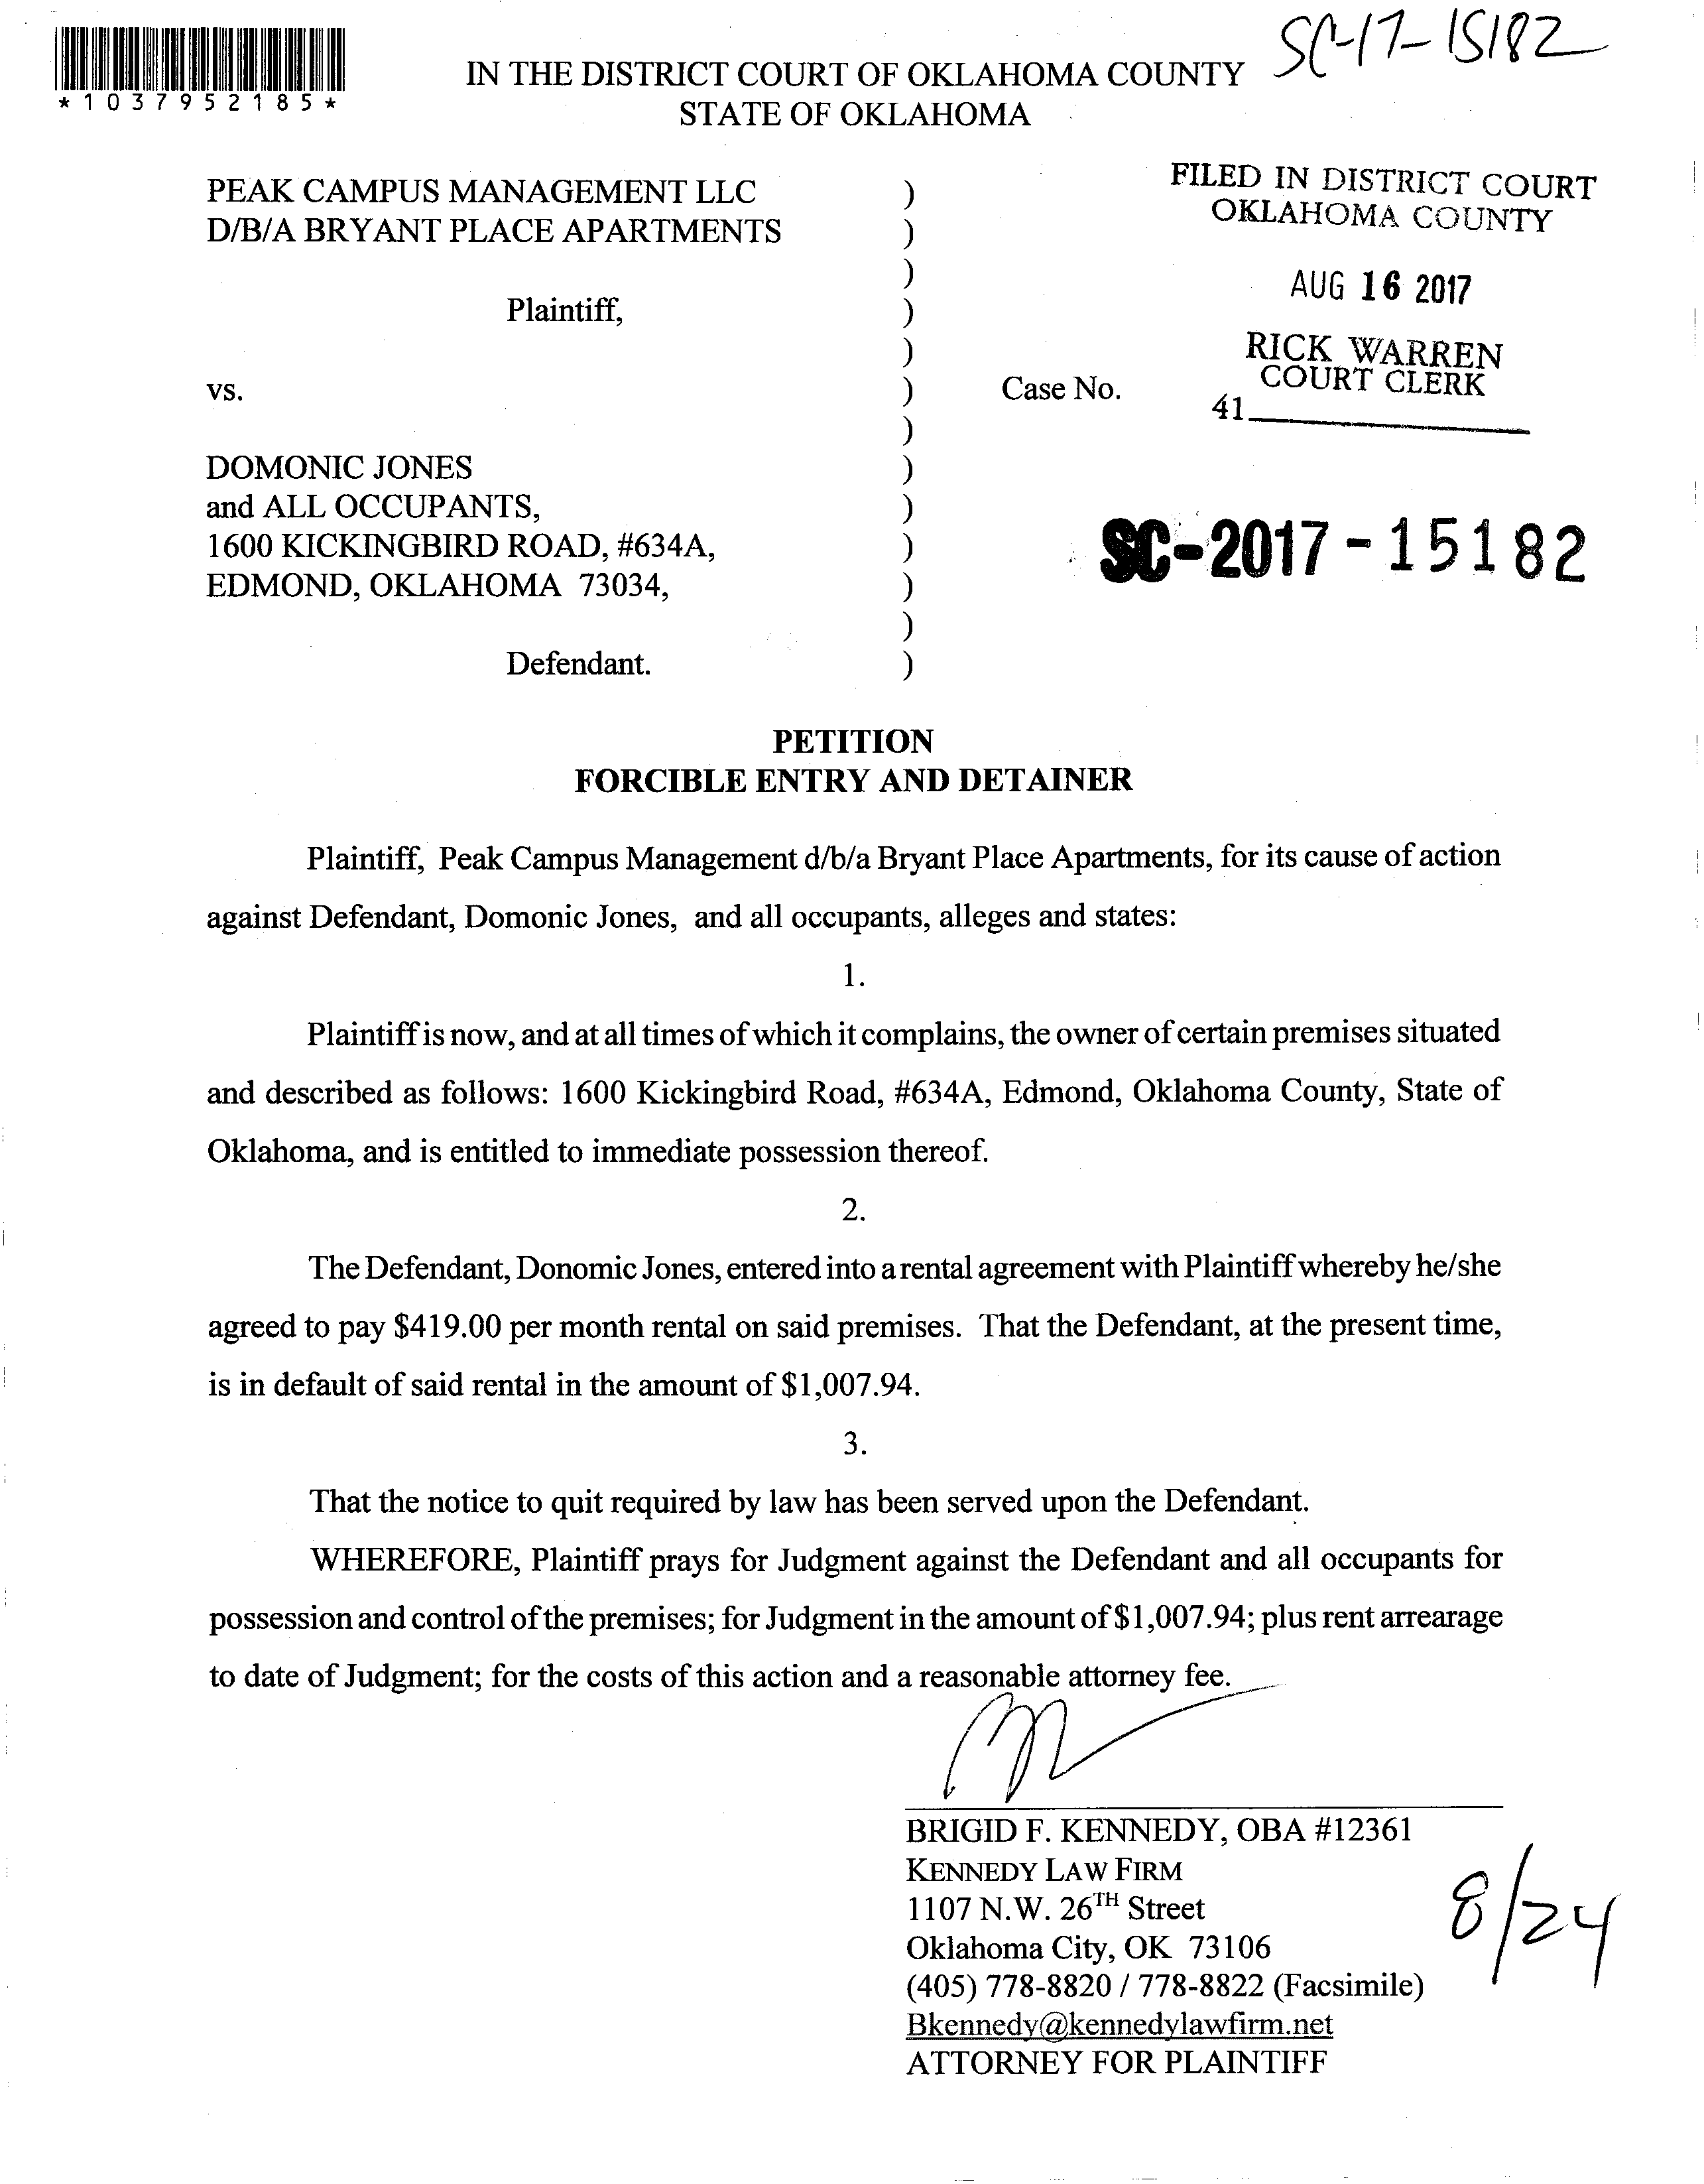 SC-17-15182
*1037952185*
IN THE DISTRICT COURT OF OKLAHOMA COUNTY
STATE OF OKLAHOMA
PEAK CAMPUS MANAGEMENT LLC )
D/B/A BRYANT PLACE APARTMENTS )
)
Plaintiff, )
)
vs. ) Case No.
)
DOMONIC JONES )
and ALL OCCUPANTS, )
1600 KICKINGBIRD ROAD, #634A, )
EDMOND, OKLAHOMA 73034, )
)
Defendant. )
FILED IN DISTRICT COURT
OKLAHOMA COUNTY
AUG 16 2017
RICK WARREN
COURT CLERK
41
SC-2017-15182
PETITION
FORCIBLE ENTRY AND DETAINER
Plaintiff, Peak Campus Management d/b/a Bryant Place Apartments, for its cause of action
against Defendant, Domonic Jones, and all occupants, alleges and states:
1.
Plaintiff is now, and at all times of which it complains, the owner of certain premises situated
and described as follows: 1600 Kickingbird Road, #634A, Edmond, Oklahoma County, State of
Oklahoma, and is entitled to immediate possession thereof.
2.
The Defendant, Donomic Jones, entered into a rental agreement with Plaintiff whereby he/she
agreed to pay $419.00 per month rental on said premises. That the Defendant, at the present time,
is in default of said rental in the amount of $1,007.94.
3.
That the notice to quit required by law has been served upon the Defendant.
WHEREFORE, Plaintiff prays for Judgment against the Defendant and all occupants for
possession and control of the premises; for Judgment in the amount of $1,007.94; plus rent arrearage
to date of Judgment; for the costs of this action and a reasonable attorney fee.
BRIGID F. KENNEDY, OBA #12361
KENNEDY LAW FIRM
1107 N.W. 26TH Street
Oklahoma City, OK 73106
(405) 778-8820 / 778-8822 (Facsimile)
Bkennedy@kennedylawfirm.net
ATTORNEY FOR PLAINTIFF
8/24